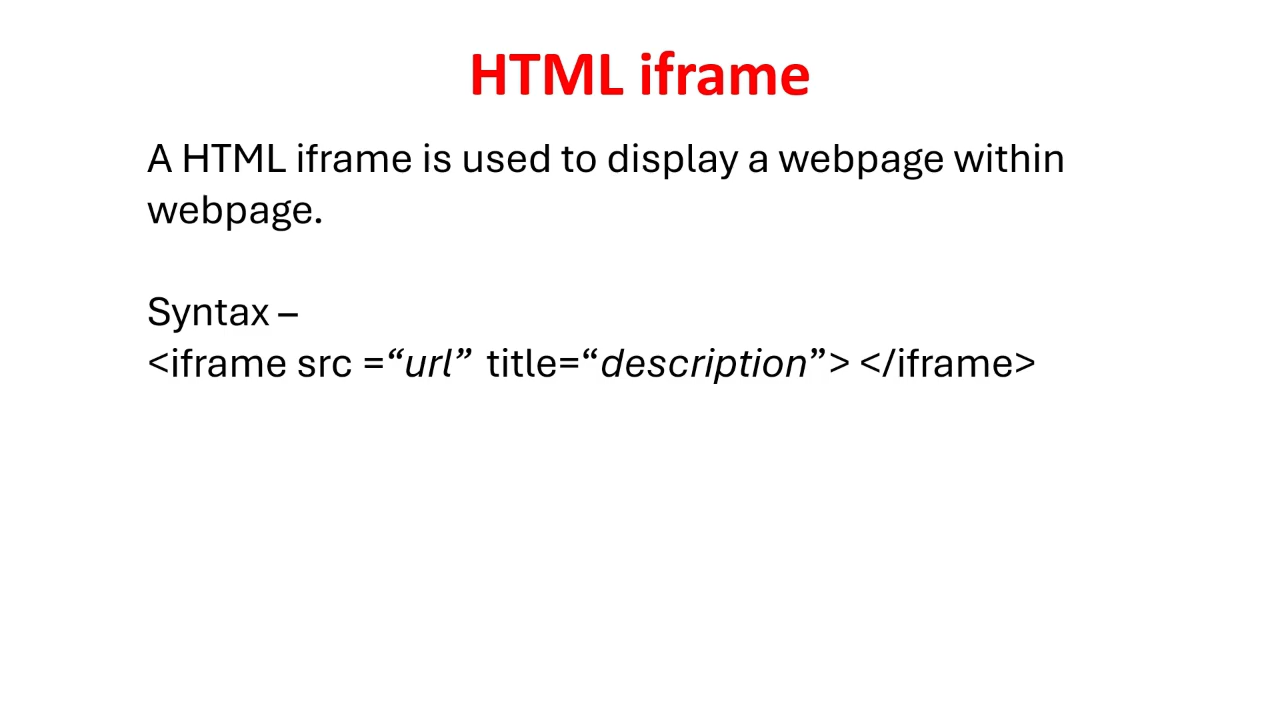 HTML iframe
A HTML iframe is used to display a webpage within
webpage.
Syntax –
<iframe src =“url” title=“description”> </iframe>